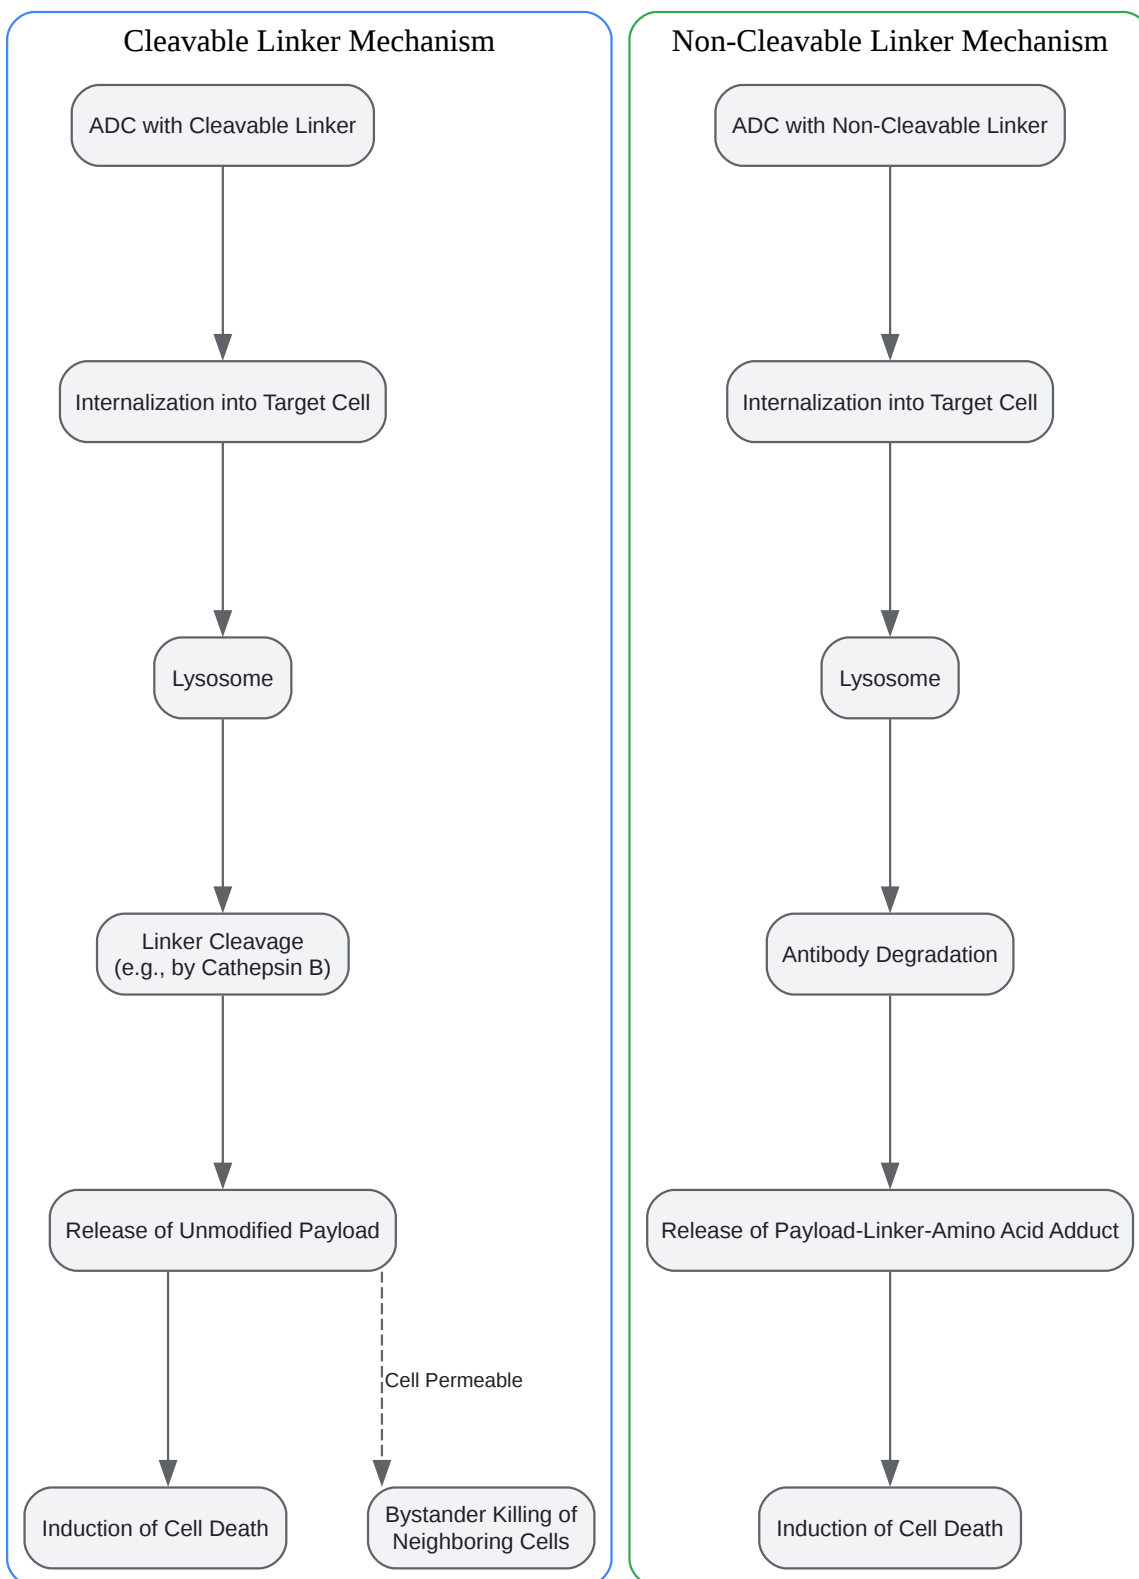 Cleavable Linker Mechanism
ADC with Cleavable Linker
Internalization into Target Cell
Lysosome
Linker Cleavage
(e.g., by Cathepsin B)
Release of Unmodified Payload
Cell Permeable
Induction of Cell Death
Bystander Killing of
Neighboring Cells
Non-Cleavable Linker Mechanism
ADC with Non-Cleavable Linker
Internalization into Target Cell
Lysosome
Antibody Degradation
Release of Payload-Linker-Amino Acid Adduct
Induction of Cell Death